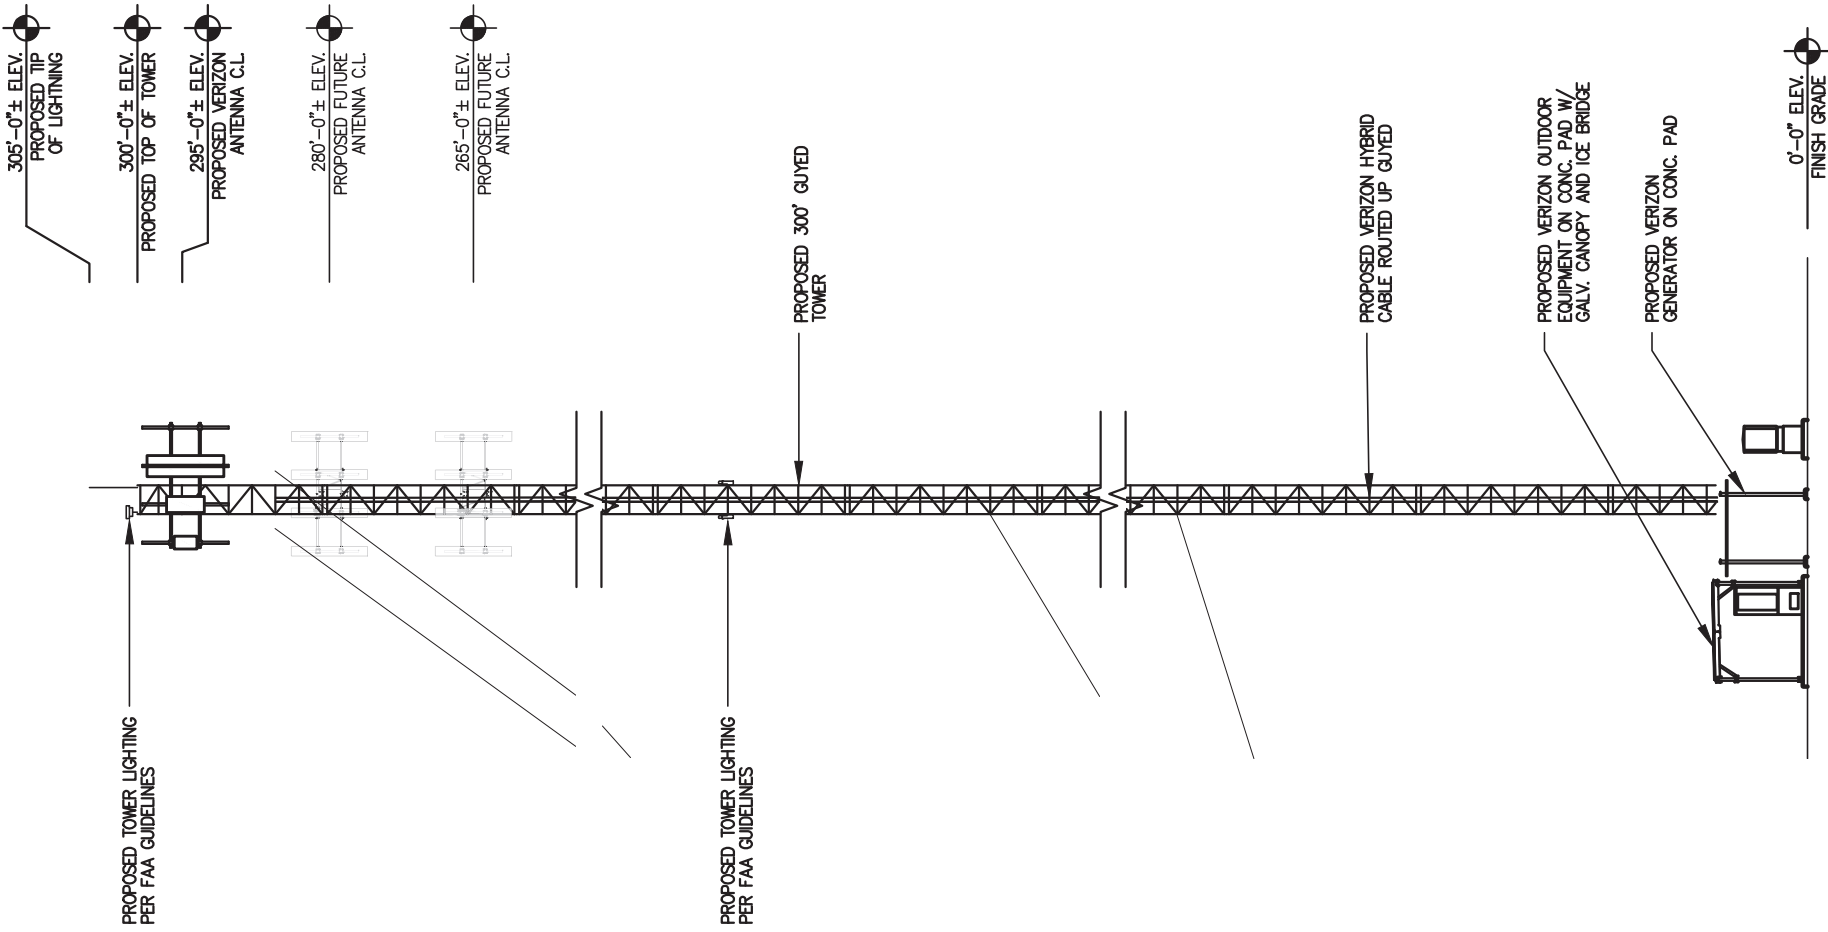 305'-0"± ELEV.
PROPOSED TIP
OF LIGHTNING
300'-0"± ELEV.
PROPOSED TOP OF TOWER
295'-0"± ELEV.
PROPOSED VERIZON
ANTENNA C.L.
280'-0"± ELEV.
PROPOSED FUTURE
ANTENNA C.L.
265'-0"± ELEV.
PROPOSED FUTURE
ANTENNA C.L.
PROPOSED 300' GUYED
TOWER
PROPOSED VERIZON HYBRID
CABLE ROUTED UP GUYED
PROPOSED VERIZON OUTDOOR
EQUIPMENT ON CONC. PAD W/
GALV. CANOPY AND ICE BRIDGE
PROPOSED VERIZON
GENERATOR ON CONC. PAD
0'-0" ELEV.
FINISH GRADE
PROPOSED TOWER LIGHTING
PER FAA GUIDELINES
PROPOSED TOWER LIGHTING
PER FAA GUIDELINES